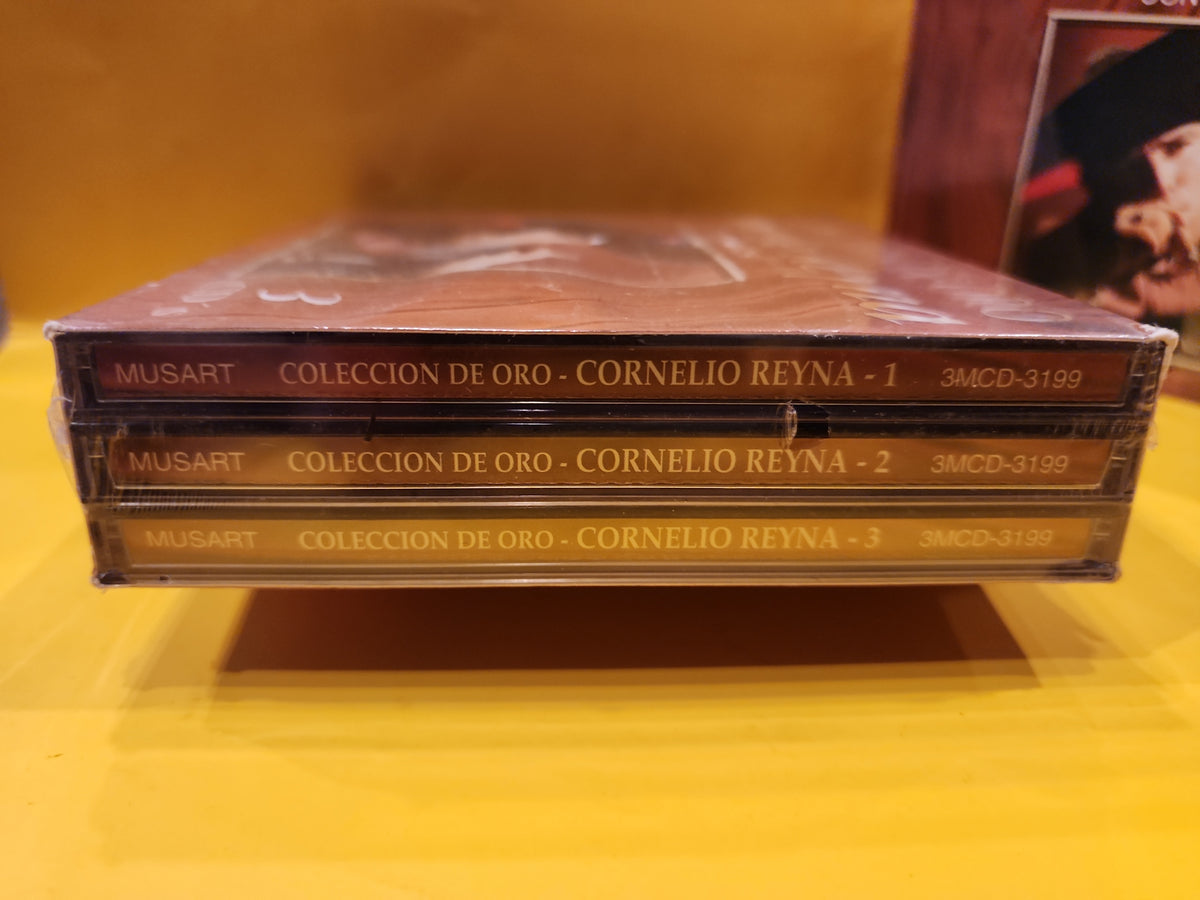 3
MUSART COLECCION DE ORO - CORNELIO REYNA - 1 3MCD-3199
MUSART COLECCION DE ORO - CORNELIO REYNA - 2 3MCD-3199
MUSART COLECCION DE ORO - CORNELIO REYNA - 3 3MCD-3199